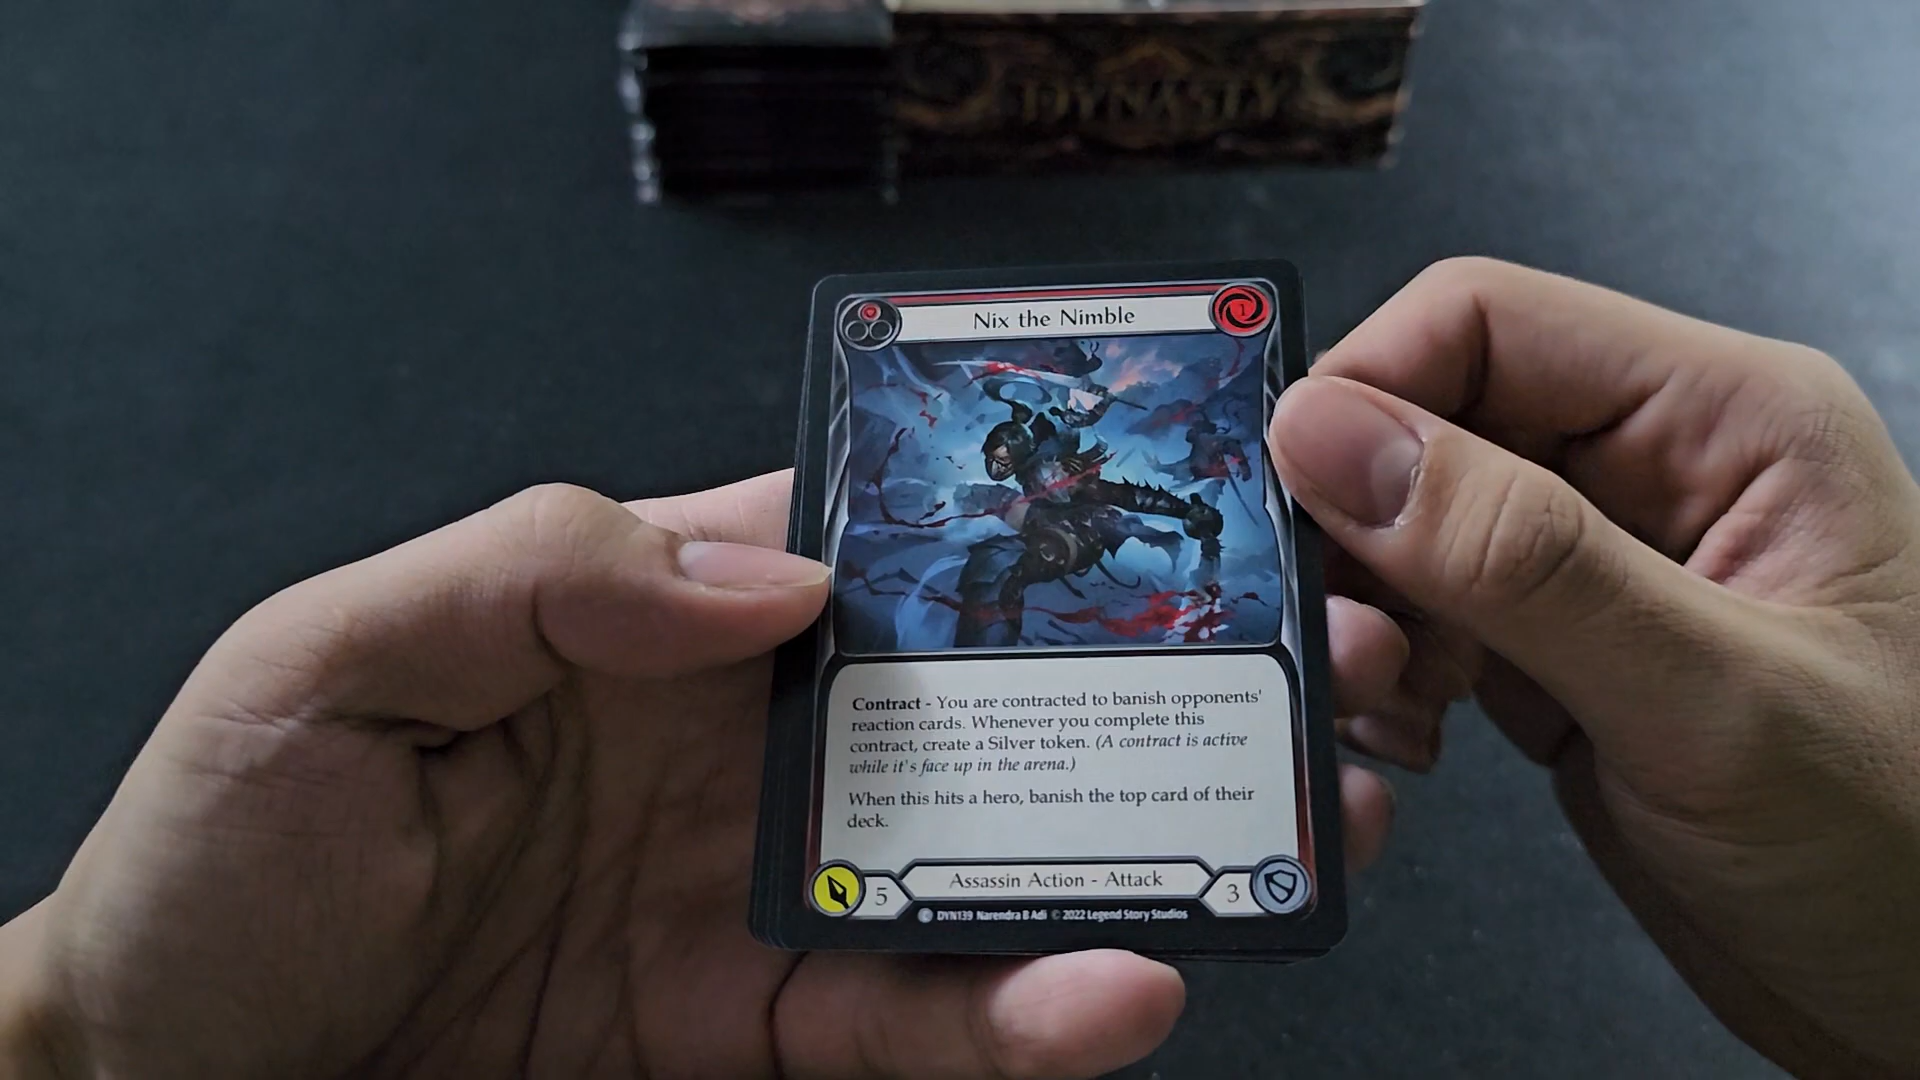 DYNASTY
Nix the Nimble
1
Contract - You are contracted to banish opponents'
reaction cards. Whenever you complete this
contract, create a Silver token. (A contract is active
while it's face up in the arena.)
When this hits a hero, banish the top card of their
deck.
5
Assassin Action - Attack
3
C DYN139 Narendra B Adi © 2022 Legend Story Studios